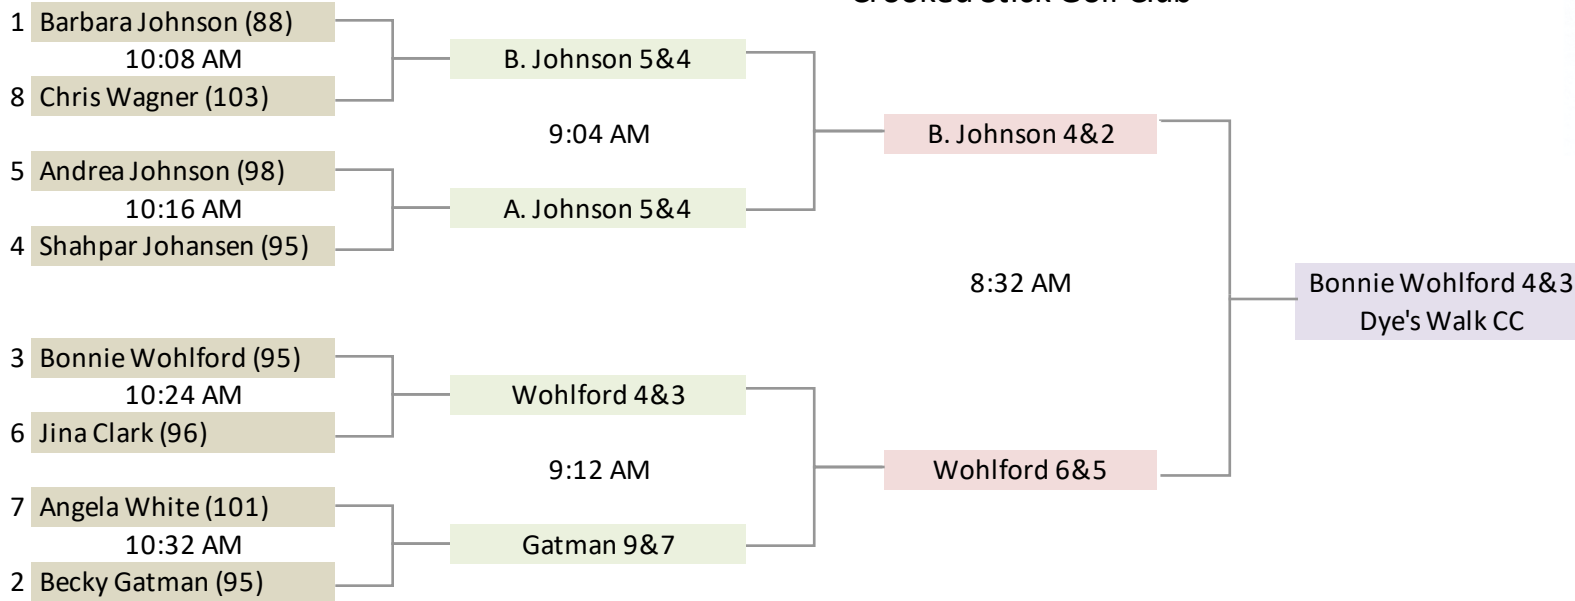 Crooked Stick Golf Club
1 Barbara Johnson (88)
10:08 AM
8 Chris Wagner (103)
5 Andrea Johnson (98)
10:16 AM
4 Shahpar Johansen (95)
3 Bonnie Wohlford (95)
10:24 AM
6 Jina Clark (96)
7 Angela White (101)
10:32 AM
2 Becky Gatman (95)
B. Johnson 5&4
9:04 AM
A. Johnson 5&4
Wohlford 4&3
9:12 AM
Gatman 9&7
B. Johnson 4&2
8:32 AM
Wohlford 6&5
Bonnie Wohlford 4&3
Dye's Walk CC